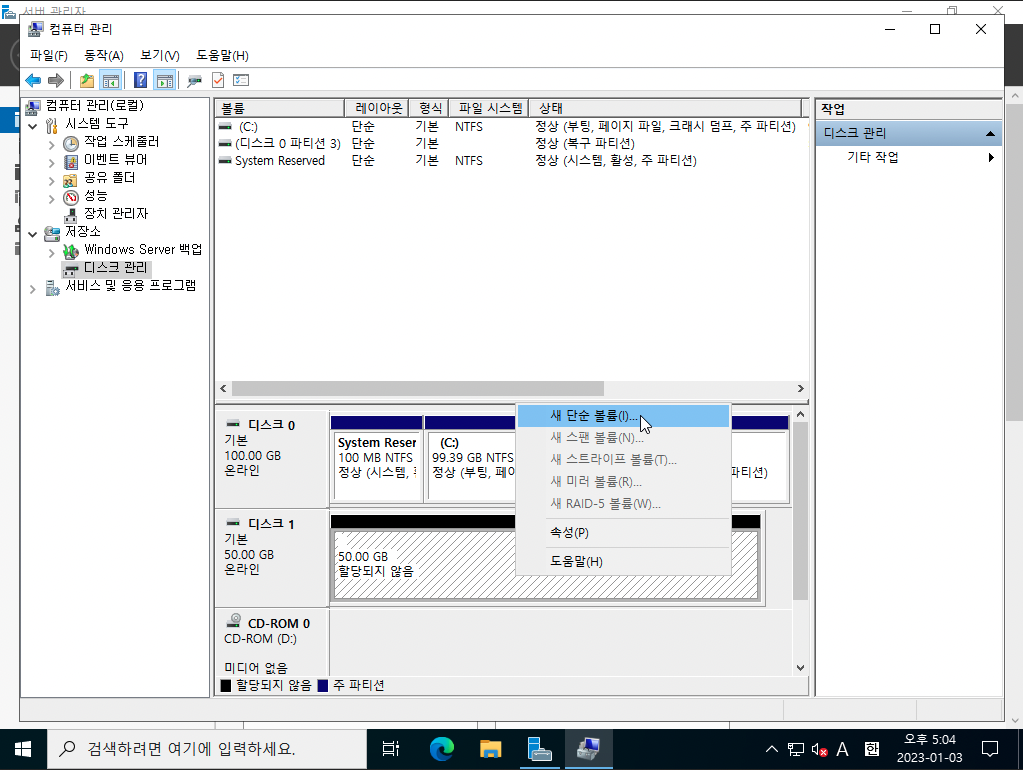 서버 관리자
컴퓨터 관리
파일(F) 동작(A) 보기(V) 도움말(H)
컴퓨터 관리(로컬)
시스템 도구
작업 스케줄러
이벤트 뷰어
공유 폴더
성능
장치 관리자
저장소
Windows Server 백업
디스크 관리
서비스 및 응용 프로그램
볼륨 레이아웃 형식 파일 시스템 상태
(C:) 단순 기본 NTFS 정상 (부팅, 페이지 파일, 크래시 덤프, 주 파티션)
(디스크 0 파티션 3) 단순 기본 정상 (복구 파티션)
System Reserved 단순 기본 NTFS 정상 (시스템, 활성, 주 파티션)
작업
디스크 관리
기타 작업
디스크 0
기본
100.00 GB
온라인
System Reser
100 MB NTFS
정상 (시스템,
(C:)
99.39 GB NTFS
정상 (부팅, 페이
파티션)
새 단순 볼륨(I)...
새 스팬 볼륨(N)...
새 스트라이프 볼륨(T)...
새 미러 볼륨(R)...
새 RAID-5 볼륨(W)...
속성(P)
도움말(H)
디스크 1
기본
50.00 GB
온라인
50.00 GB
할당되지 않음
CD-ROM 0
CD-ROM (D:)
미디어 없음
할당되지 않음 주 파티션
검색하려면 여기에 입력하세요.
A 한
오후 5:04
2023-01-03